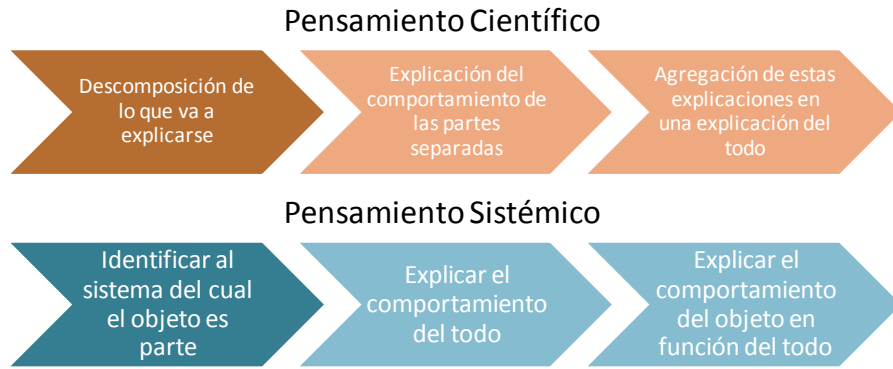 Pensamiento Científico
Descomposición de
lo que va a
explicarse
Explicación del
comportamiento de
las partes
separadas
Agregación de estas
explicaciones en
una explicación del
todo
Pensamiento Sistémico
Identificar al
sistema del cual
el objeto es
parte
Explicar el
comportamiento
del todo
Explicar el
comportamiento
del objeto en
función del todo